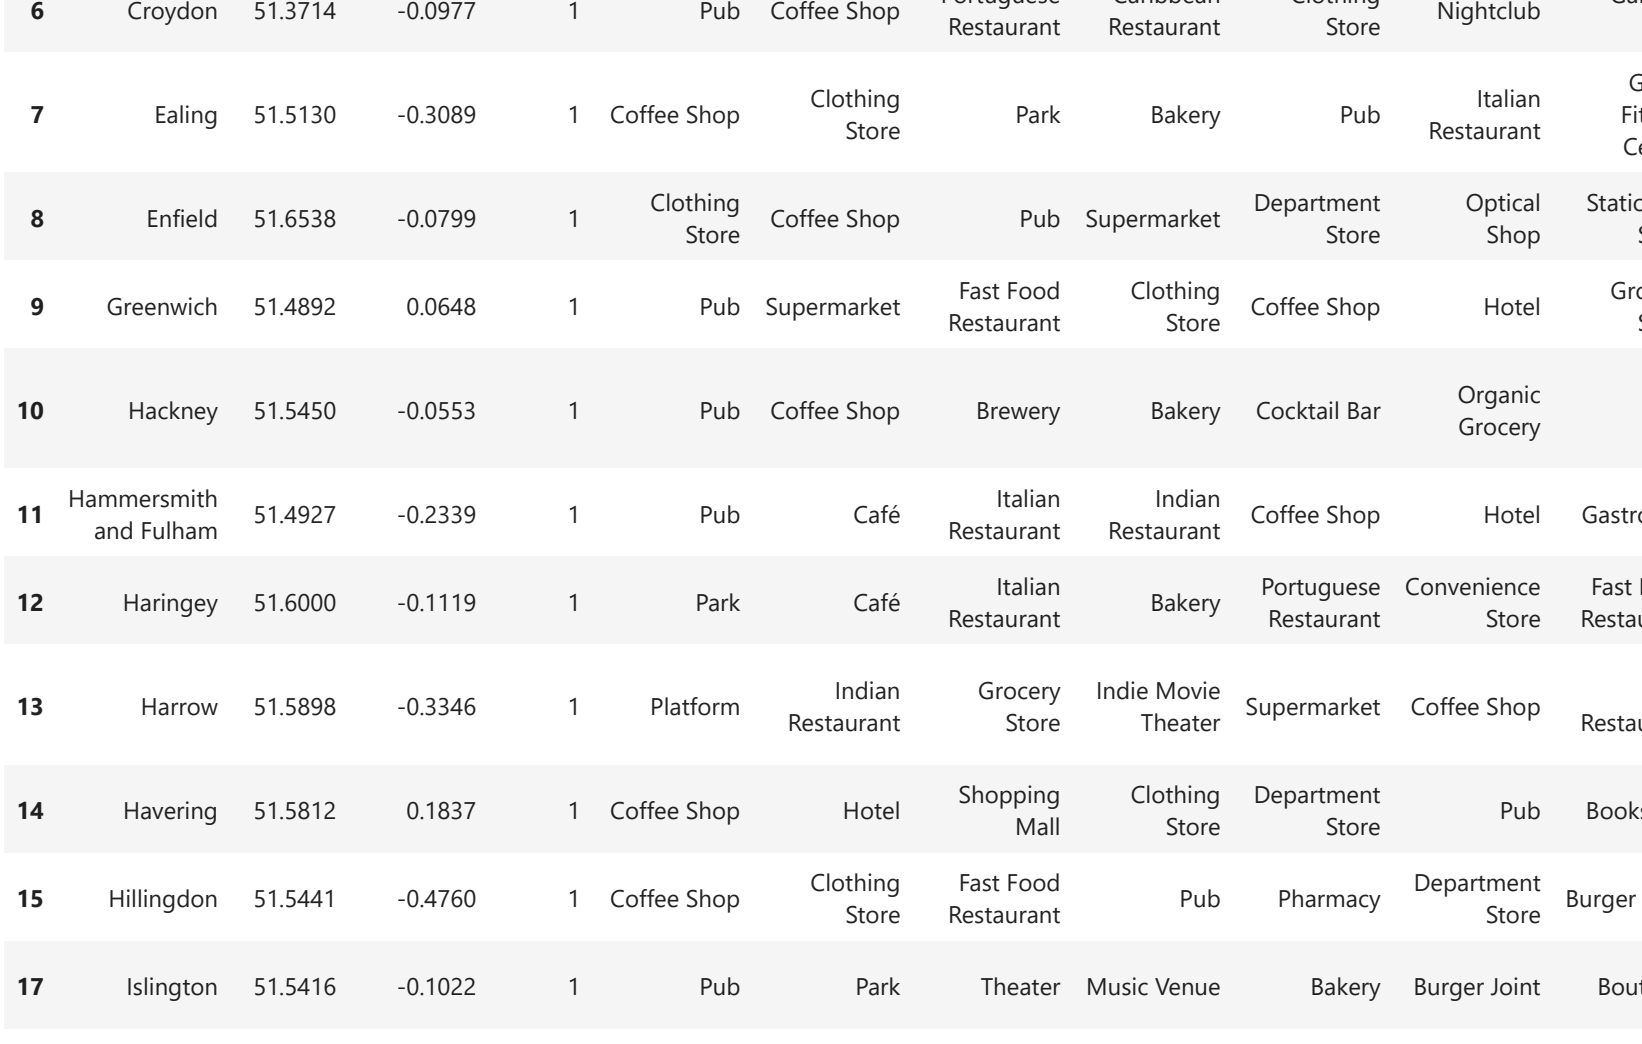 6 Croydon 51.3714 -0.0977 1 Pub Coffee Shop Portuguese Restaurant Caribbean Restaurant Clothing Store Nightclub
7 Ealing 51.5130 -0.3089 1 Coffee Shop Clothing Store Park Bakery Pub Italian Restaurant
8 Enfield 51.6538 -0.0799 1 Clothing Store Coffee Shop Pub Supermarket Department Store Optical Shop
9 Greenwich 51.4892 0.0648 1 Pub Supermarket Fast Food Restaurant Clothing Store Coffee Shop Hotel
10 Hackney 51.5450 -0.0553 1 Pub Coffee Shop Brewery Bakery Cocktail Bar Organic Grocery
11 Hammersmith and Fulham 51.4927 -0.2339 1 Pub Café Italian Restaurant Indian Restaurant Coffee Shop Hotel
12 Haringey 51.6000 -0.1119 1 Park Café Italian Restaurant Bakery Portuguese Restaurant Convenience Store Fast
13 Harrow 51.5898 -0.3346 1 Platform Indian Restaurant Grocery Store Indie Movie Theater Supermarket Coffee Shop
14 Havering 51.5812 0.1837 1 Coffee Shop Hotel Shopping Mall Clothing Store Department Store Pub
15 Hillingdon 51.5441 -0.4760 1 Coffee Shop Clothing Store Fast Food Restaurant Pub Pharmacy Department Store Burger
17 Islington 51.5416 -0.1022 1 Pub Park Theater Music Venue Bakery Burger Joint